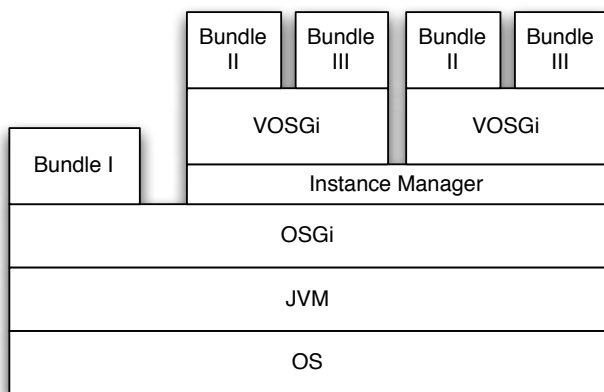 Bundle
II
Bundle
III
Bundle
II
Bundle
III
VOSGi
VOSGi
Bundle I
Instance Manager
OSGi
JVM
OS